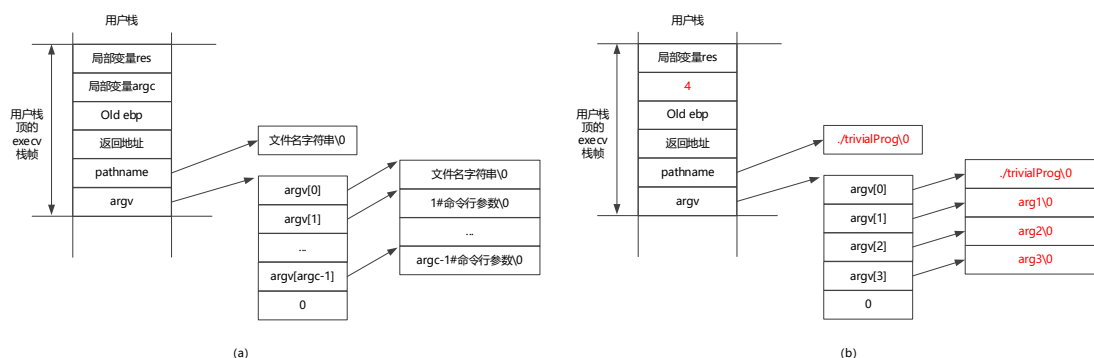 用户栈
局部变量res
局部变量argc
Old ebp
返回地址
pathname
argv
用户栈
顶的
execv
栈帧
文件名字符串\0
argv[0]
argv[1]
...
argv[argc-1]
0
文件名字符串\0
1#命令行参数\0
...
argc-1#命令行参数\0
(a)
用户栈
局部变量res
4
Old ebp
返回地址
pathname
argv
用户栈
顶的
execv
栈帧
./trivialProg\0
argv[0]
argv[1]
argv[2]
argv[3]
0
./trivialProg\0
arg1\0
arg2\0
arg3\0
(b)